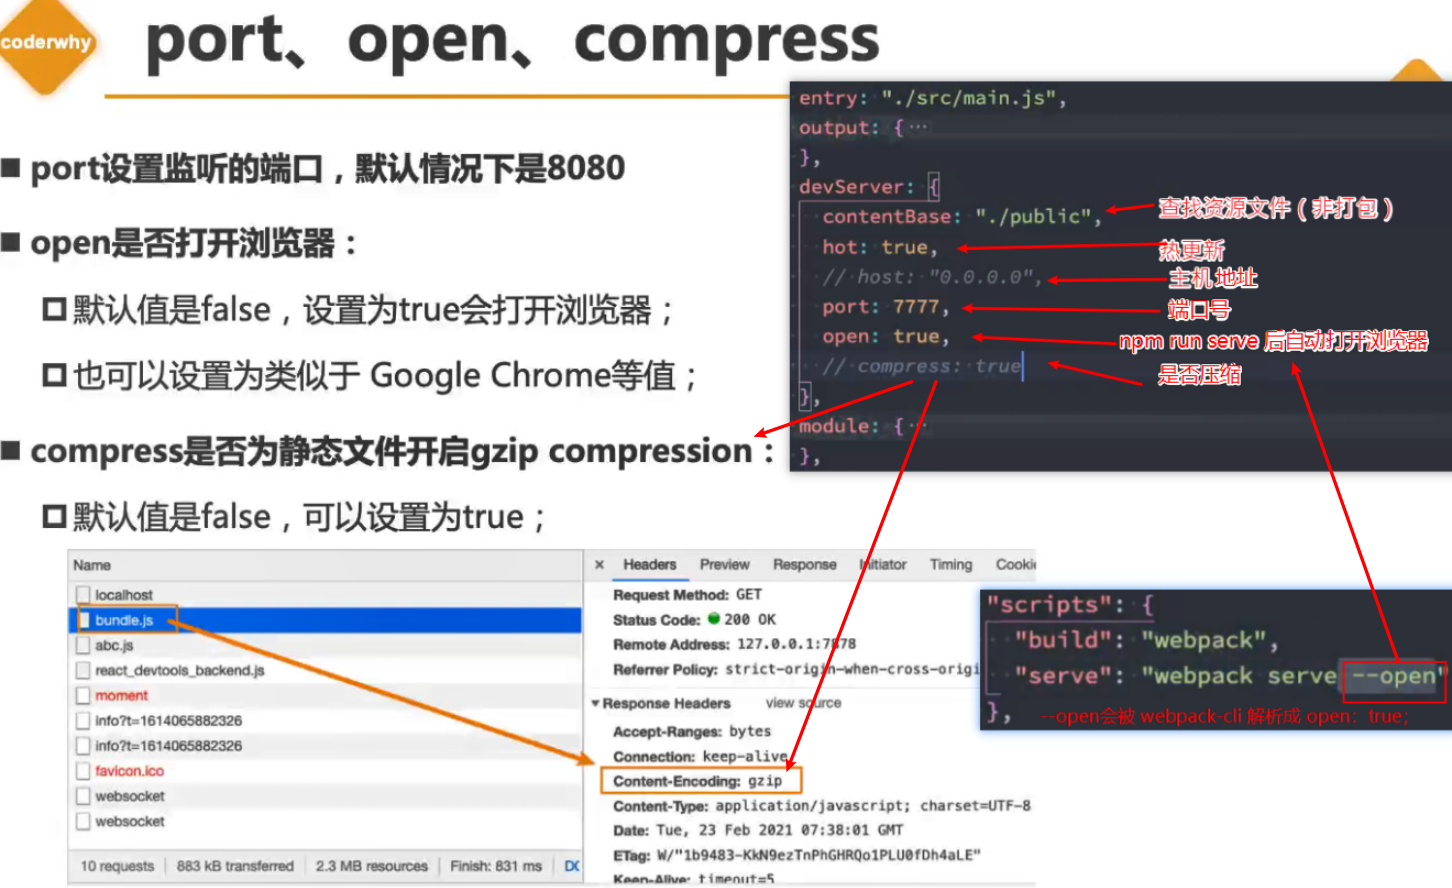 coderwhy
port、open、compress
port设置监听的端口，默认情况下是8080
open是否打开浏览器：
默认值是false，设置为true会打开浏览器；
也可以设置为类似于 Google Chrome等值；
compress是否为静态文件开启gzip compression：
默认值是false，可以设置为true；
entry: "./src/main.js",
output: {···
},
devServer: {
contentBase: "./public",
查找资源文件（非打包）
hot: true,
热更新
// host: "0.0.0.0",
主机 地址
port: 7777,
端口号
open: true,
npm run serve 后自动打开浏览器
// compress: true
是否压缩
},
module: {···
},
"scripts": {
"build": "webpack",
"serve": "webpack serve --open"
},
--open会被 webpack-cli 解析成 open：true；
Name
localhost
bundle.js
abc.js
react_devtools_backend.js
moment
info?t=1614065882326
info?t=1614065882326
favicon.ico
websocket
websocket
10 requests
883 kB transferred
2.3 MB resources
Finish: 831 ms
× Headers Preview Response Initiator Timing
Request Method: GET
Status Code: 200 OK
Remote Address: 127.0.0.1:7878
Referrer Policy: strict-origin-when-cross-origi
Response Headers view source
Accept-Ranges: bytes
Connection: keep-alive
Content-Encoding: gzip
Content-Type: application/javascript; charset=UTF-8
Date: Tue, 23 Feb 2021 07:38:01 GMT
ETag: W/"1b9483-KkN9ezTnPhGHRQo1PLU0fDh4aLE"
Keep-Alive: timeout=5